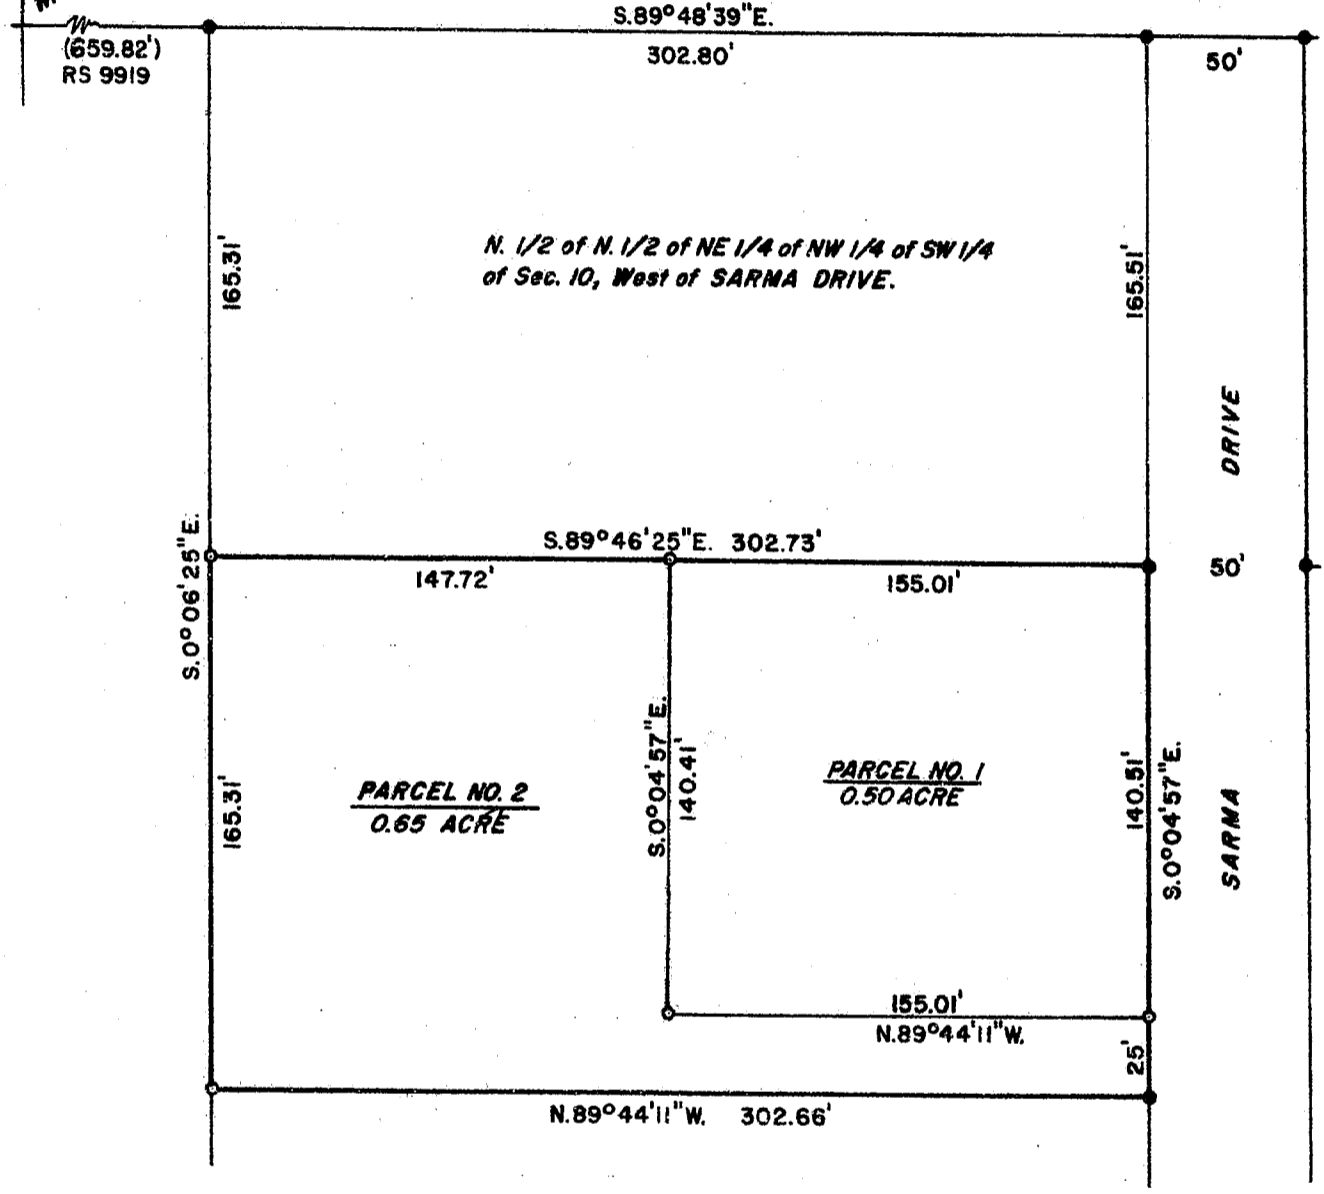 S.89°48'39"E.
(659.82')
RS 9919
302.80'
50'
165.31'
N. 1/2 of N. 1/2 of NE 1/4 of NW 1/4 of SW 1/4
of Sec. 10, West of SARMA DRIVE.
165.51'
DRIVE
S.0°06'25"E.
S.89°46'25"E. 302.73'
147.72'
155.01'
50'
165.31'
PARCEL NO. 2
0.65 ACRE
S.0°04'57"E.
140.41'
PARCEL NO. 1
0.50 ACRE
140.51'
S.0°04'57"E.
SARMA
155.01'
N.89°44'11"W.
25'
N.89°44'11"W. 302.66'